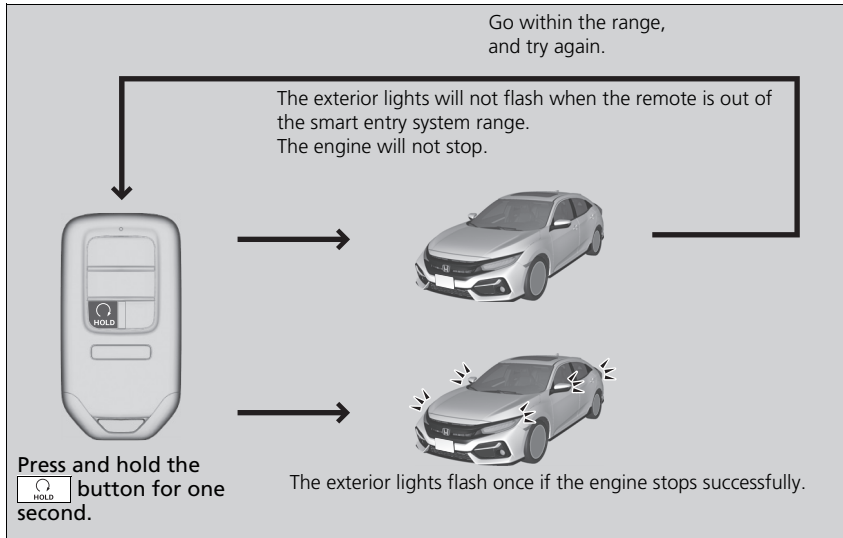 Go within the range,
and try again.
The exterior lights will not flash when the remote is out of
the smart entry system range.
The engine will not stop.
HOLD
Press and hold the
HOLD button for one
second.
The exterior lights flash once if the engine stops successfully.